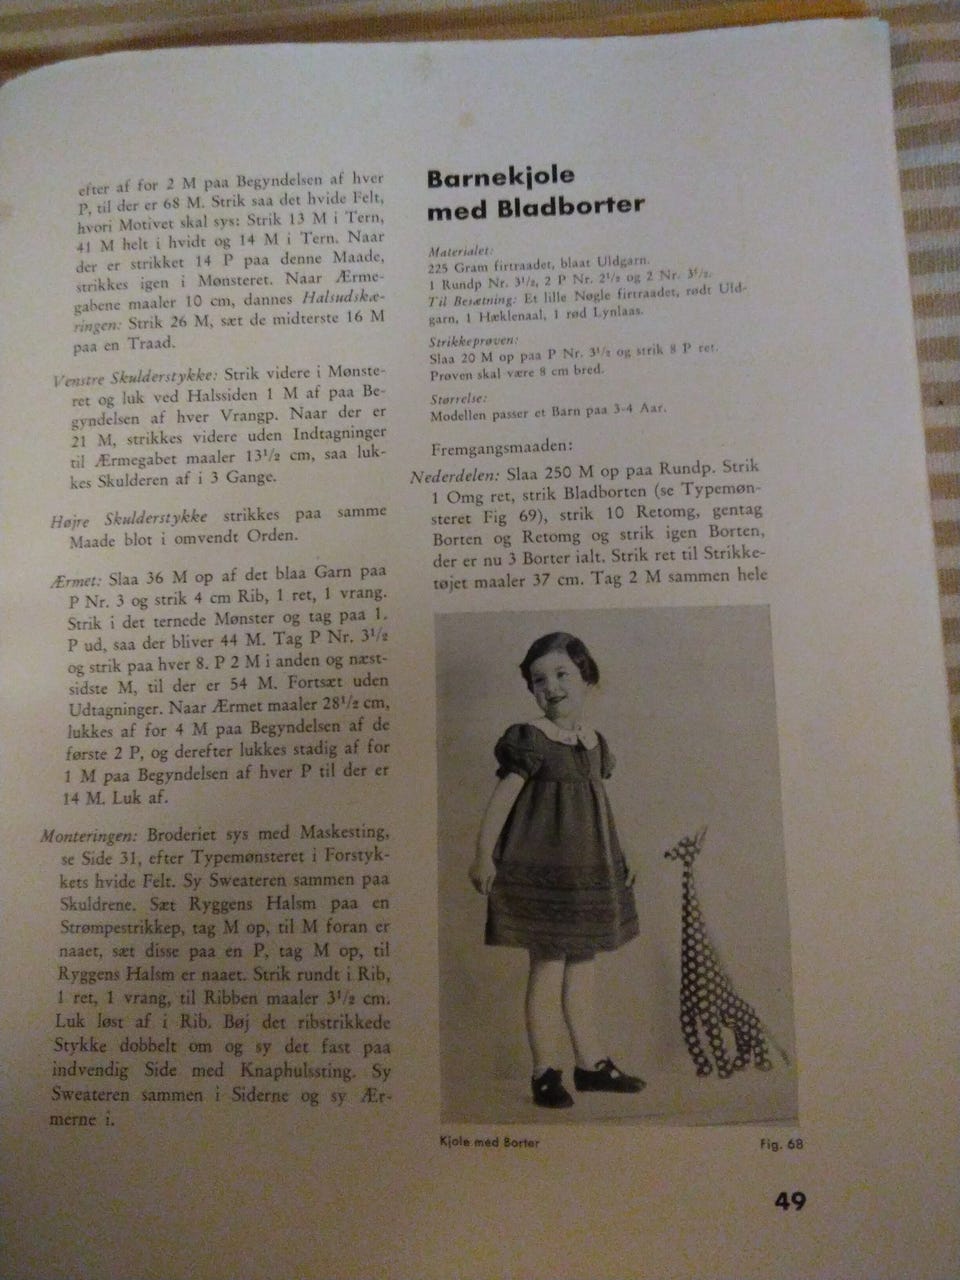 efter af for 2 M paa Begyndelsen af hver
P, til der er 68 M. Strik saa det hvide Felt,
hvori Motivet skal sys: Strik 13 M i Tern,
41 M helt i hvidt og 14 M i Tern. Naar
der er strikket 14 P paa denne Maade,
strikkes igen i Mønsteret. Naar Ærme-
gabene maaler 10 cm, dannes Halsudskæ-
ringen: Strik 26 M, sæt de midterste 16 M
paa en Traad.
Venstre Skulderstykke: Strik videre i Mønste-
ret og luk ved Halssiden 1 M af paa Be-
gyndelsen af hver Vrangp. Naar der er
21 M, strikkes videre uden Indtagninger
til Ærmegabet maaler 13¹/₂ cm, saa luk-
kes Skulderen af i 3 Gange.
Højre Skulderstykke strikkes paa samme
Maade blot i omvendt Orden.
Ærmet: Slaa 36 M op af det blaa Garn paa
P Nr. 3 og strik 4 cm Rib, 1 ret, 1 vrang.
Strik i det ternede Mønster og tag paa 1.
P ud, saa der bliver 44 M. Tag P Nr. 3¹/₂
og strik paa hver 8. P 2 M i anden og næst-
sidste M, til der er 54 M. Fortsæt uden
Udtagninger. Naar Ærmet maaler 28¹/₂ cm,
lukkes af for 4 M paa Begyndelsen af de
første 2 P, og derefter lukkes stadig af for
1 M paa Begyndelsen af hver P til der er
14 M. Luk af.
Monteringen: Broderiet sys med Maskesting,
se Side 31, efter Typemønsteret i Forstyk-
kets hvide Felt. Sy Sweateren sammen paa
Skuldrene. Sæt Ryggens Halsm paa en
Strømpestrikkep, tag M op, til M foran er
naaet, sæt disse paa en P, tag M op, til
Ryggens Halsm er naaet. Strik rundt i Rib,
1 ret, 1 vrang, til Ribben maaler 3¹/₂ cm.
Luk løst af i Rib. Bøj det ribstrikkede
Stykke dobbelt om og sy det fast paa
indvendig Side med Knaphulssting. Sy
Sweateren sammen i Siderne og sy Ær-
merne i.
Barnekjole
med Bladborter
Materialet:
225 Gram firtraadet, blaat Uldgarn.
1 Rundp Nr. 3¹/₂, 2 P Nr. 2¹/₂ og 2 Nr. 3¹/₂.
Til Besætning: Et lille Nøgle firtraadet, rødt Uld-
garn, 1 Hæklenaal, 1 rød Lynlaas.
Strikkeprøven:
Slaa 20 M op paa P Nr. 3¹/₂ og strik 8 P ret.
Prøven skal være 8 cm bred.
Størrelse:
Modellen passer et Barn paa 3-4 Aar.
Fremgangsmaaden:
Nederdelen: Slaa 250 M op paa Rundp. Strik
1 Omg ret, strik Bladborten (se Typemøn-
steret Fig 69), strik 10 Retomg, gentag
Borten og Retomg og strik igen Borten,
der er nu 3 Borter ialt. Strik ret til Strikke-
tøjet maaler 37 cm. Tag 2 M sammen hele
Kjole med Borter
Fig. 68
49